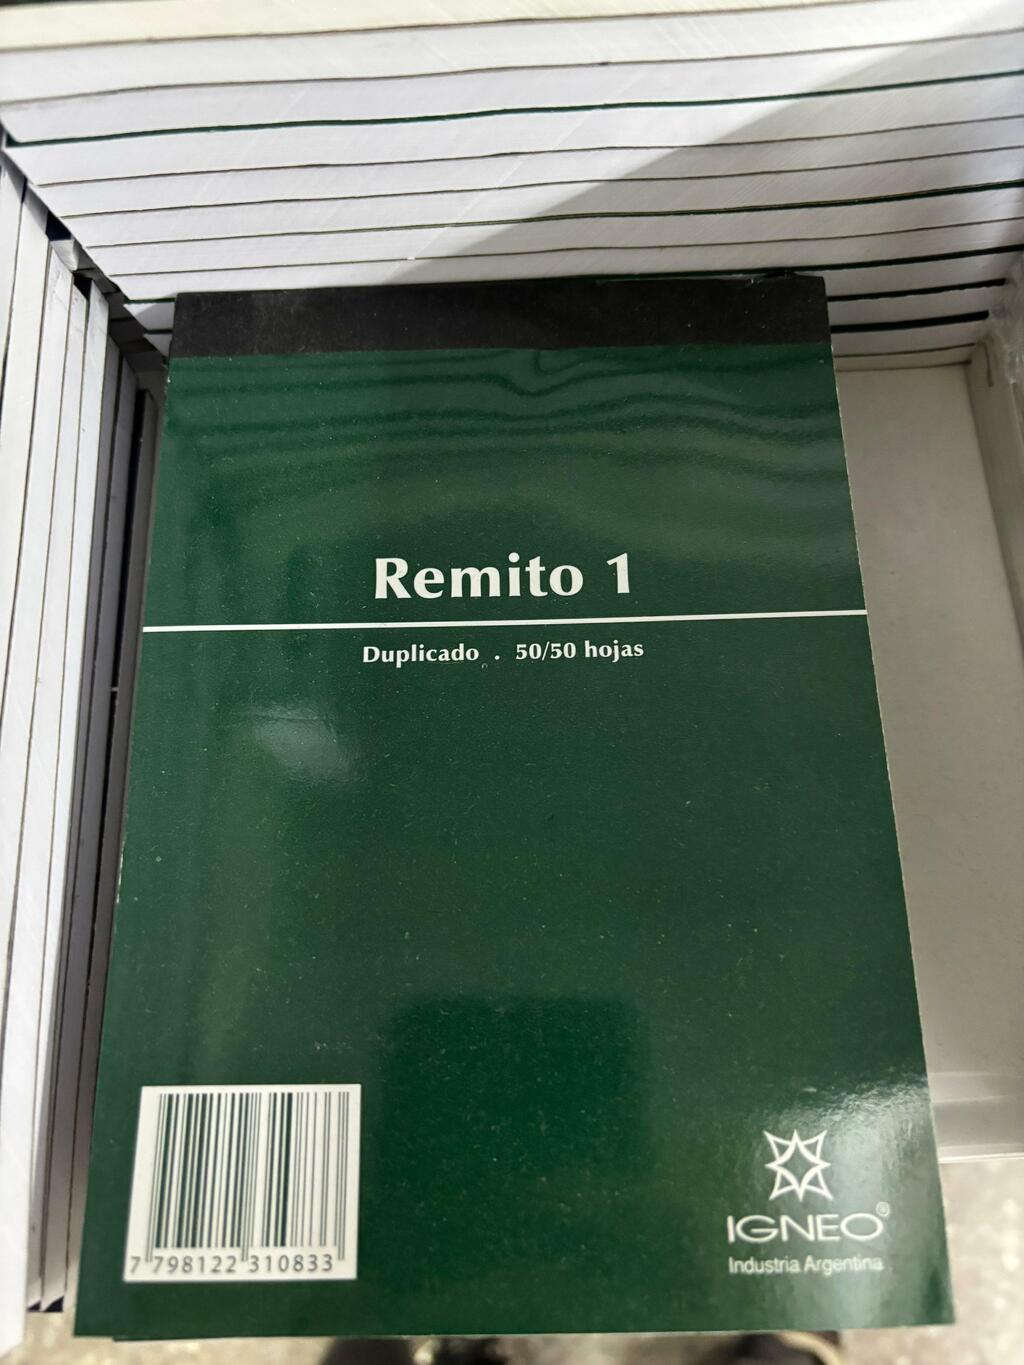 Remito 1
Duplicado . 50/50 hojas
7 798122 310833
IGNEO®
Industria Argentina